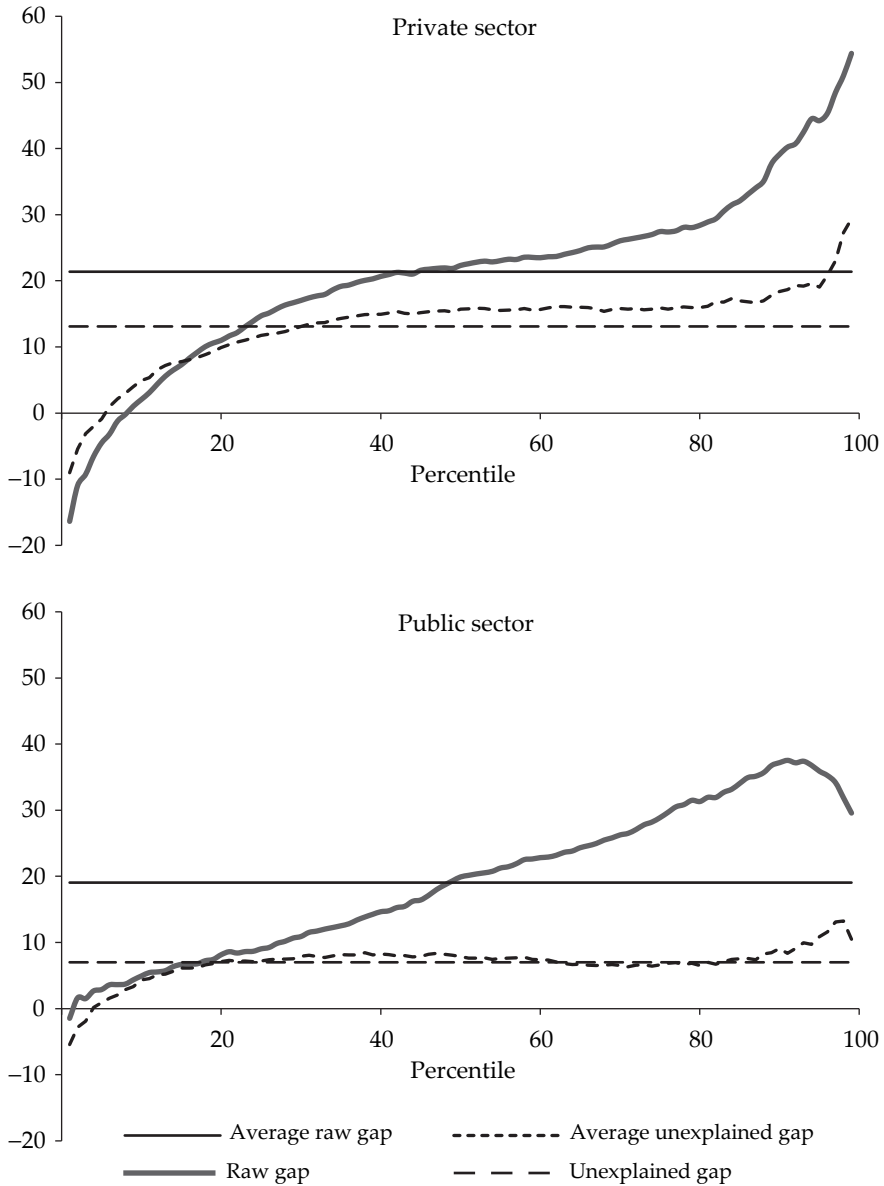 60
Private sector
50
40
30
20
10
0
20 40 60 80 100
Percentile
–10
–20
60
Public sector
50
40
30
20
10
0
20 40 60 80 100
Percentile
–10
–20
Average raw gap Average unexplained gap
Raw gap Unexplained gap